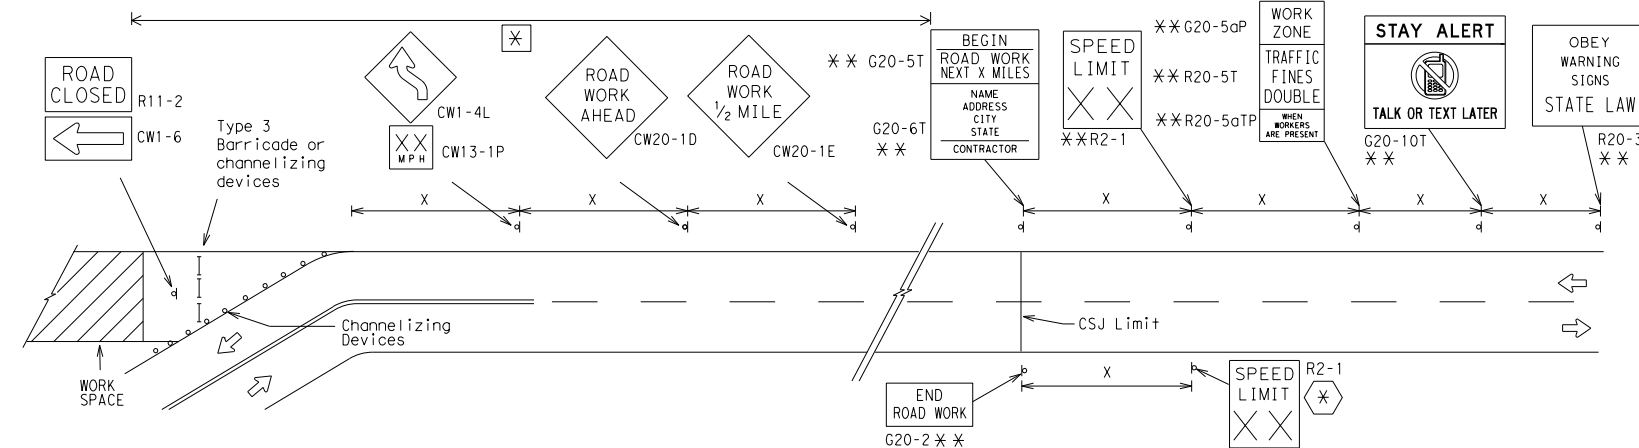 ROAD
CLOSED
R11-2
CW1-6
Type 3
Barricade or
channelizing
devices
CW1-4L
XX
MPH
CW13-1P
*
ROAD
WORK
AHEAD
CW20-1D
ROAD
WORK
1/2 MILE
CW20-1E
** G20-5T
G20-6T
**
BEGIN
ROAD WORK
NEXT X MILES
NAME
ADDRESS
CITY
STATE
CONTRACTOR
SPEED
LIMIT
XX
**R2-1
**G20-5aP
**R20-5T
**R20-5aTP
WORK
ZONE
TRAFFIC
FINES
DOUBLE
WHEN
WORKERS
ARE PRESENT
STAY ALERT
TALK OR TEXT LATER
G20-10T
**
OBEY
WARNING
SIGNS
STATE LAW
R20-3
**
X
X
X
X
X
X
X
Channelizing
Devices
CSJ Limit
WORK
SPACE
END
ROAD WORK
G20-2 **
X
SPEED
LIMIT
XX
R2-1
*